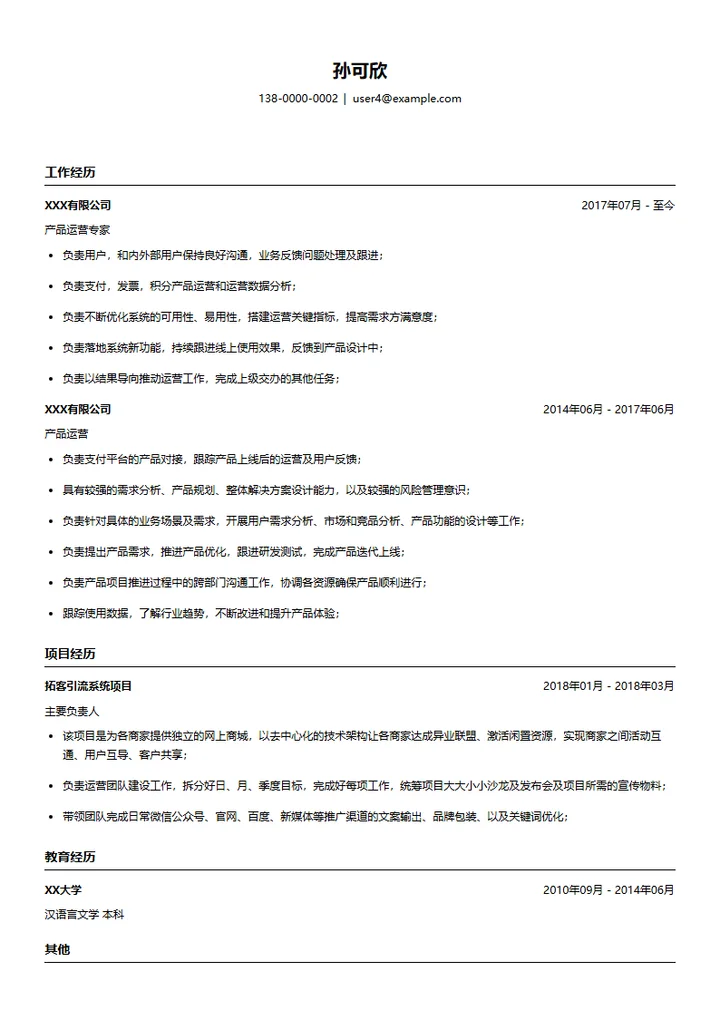 孙可欣
138-0000-0002 | user4@example.com
工作经历
XXX有限公司 2017年07月 - 至今
产品运营专家
• 负责用户，和内外部用户保持良好沟通，业务反馈问题处理及跟进；
• 负责支付，发票，积分产品运营和运营数据分析；
• 负责不断优化系统的可用性、易用性，搭建运营关键指标，提高需求方满意度；
• 负责落地系统新功能，持续跟进线上使用效果，反馈到产品设计中；
• 负责以结果导向推动运营工作，完成上级交办的其他任务；
XXX有限公司 2014年06月 - 2017年06月
产品运营
• 负责支付平台的产品对接，跟踪产品上线后的运营及用户反馈；
• 具有较强的需求分析、产品规划、整体解决方案设计能力，以及较强的风险管理意识；
• 负责针对具体的业务场景及需求，开展用户需求分析、市场和竞品分析、产品功能的设计等工作；
• 负责提出产品需求，推进产品优化，跟进研发测试，完成产品迭代上线；
• 负责产品项目推进过程中的跨部门沟通工作，协调各资源确保产品顺利进行；
• 跟踪使用数据，了解行业趋势，不断改进和提升产品体验；
项目经历
拓客引流系统项目 2018年01月 - 2018年03月
主要负责人
• 该项目是为各商家提供独立的网上商城，以去中心化的技术架构让各商家达成异业联盟、激活闲置资源，实现商家之间活动互
通、用户互导、客户共享；
• 负责运营团队建设工作，拆分好日、月、季度目标，完成好每项工作，统筹项目大大小小沙龙及发布会及项目所需的宣传物料；
• 带领团队完成日常微信公众号、官网、百度、新媒体等推广渠道的文案输出、品牌包装、以及关键词优化；
教育经历
XX大学 2010年09月 - 2014年06月
汉语言文学 本科
其他